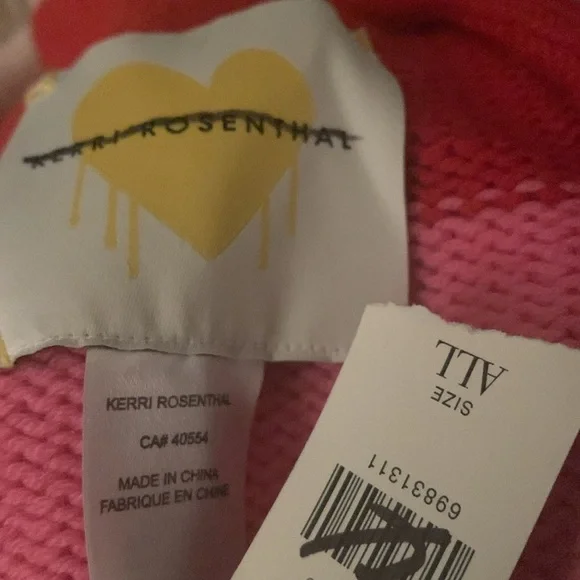 KERRI ROSENTHAL
KERRI ROSENTHAL
CA# 40554
MADE IN CHINA
FABRIQUE EN CHINE
SIZE
ALL
69831311